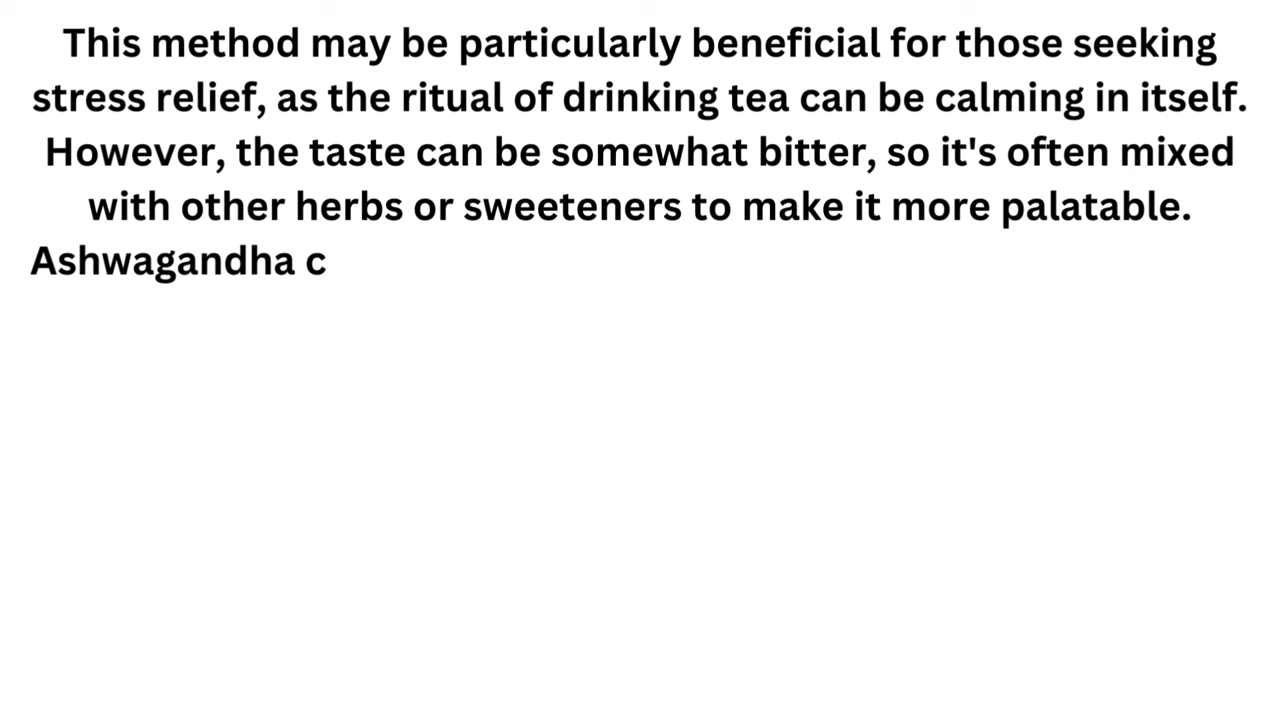 This method may be particularly beneficial for those seeking
stress relief, as the ritual of drinking tea can be calming in itself.
However, the taste can be somewhat bitter, so it's often mixed
with other herbs or sweeteners to make it more palatable.
Ashwagandha c